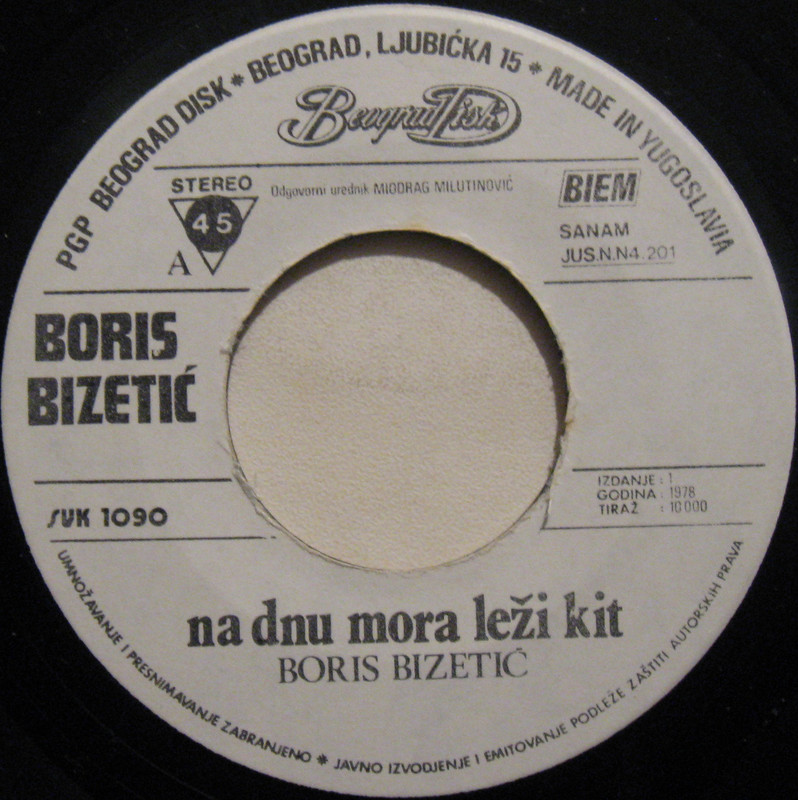 PGP BEOGRAD DISK * BEOGRAD, LJUBIĆKA 15 * MADE IN YUGOSLAVIA
Beograd Disk
STEREO
45
A
Odgovorni urednik MIODRAG MILUTINOVIĆ
BIEM
SANAM
JUS.N.N4.201
BORIS
BIZETIĆ
SVK 1090
IZDANJE : 1
GODINA : 1978
TIRAŽ : 10 000
na dnu mora leži kit
BORIS BIZETIĆ
UMNOŽAVANJE I PRESNIMAVANJE ZABRANJENO * JAVNO IZVODJENJE I EMITOVANJE PODLEŽE ZAŠTITI AUTORSKIH PRAVA